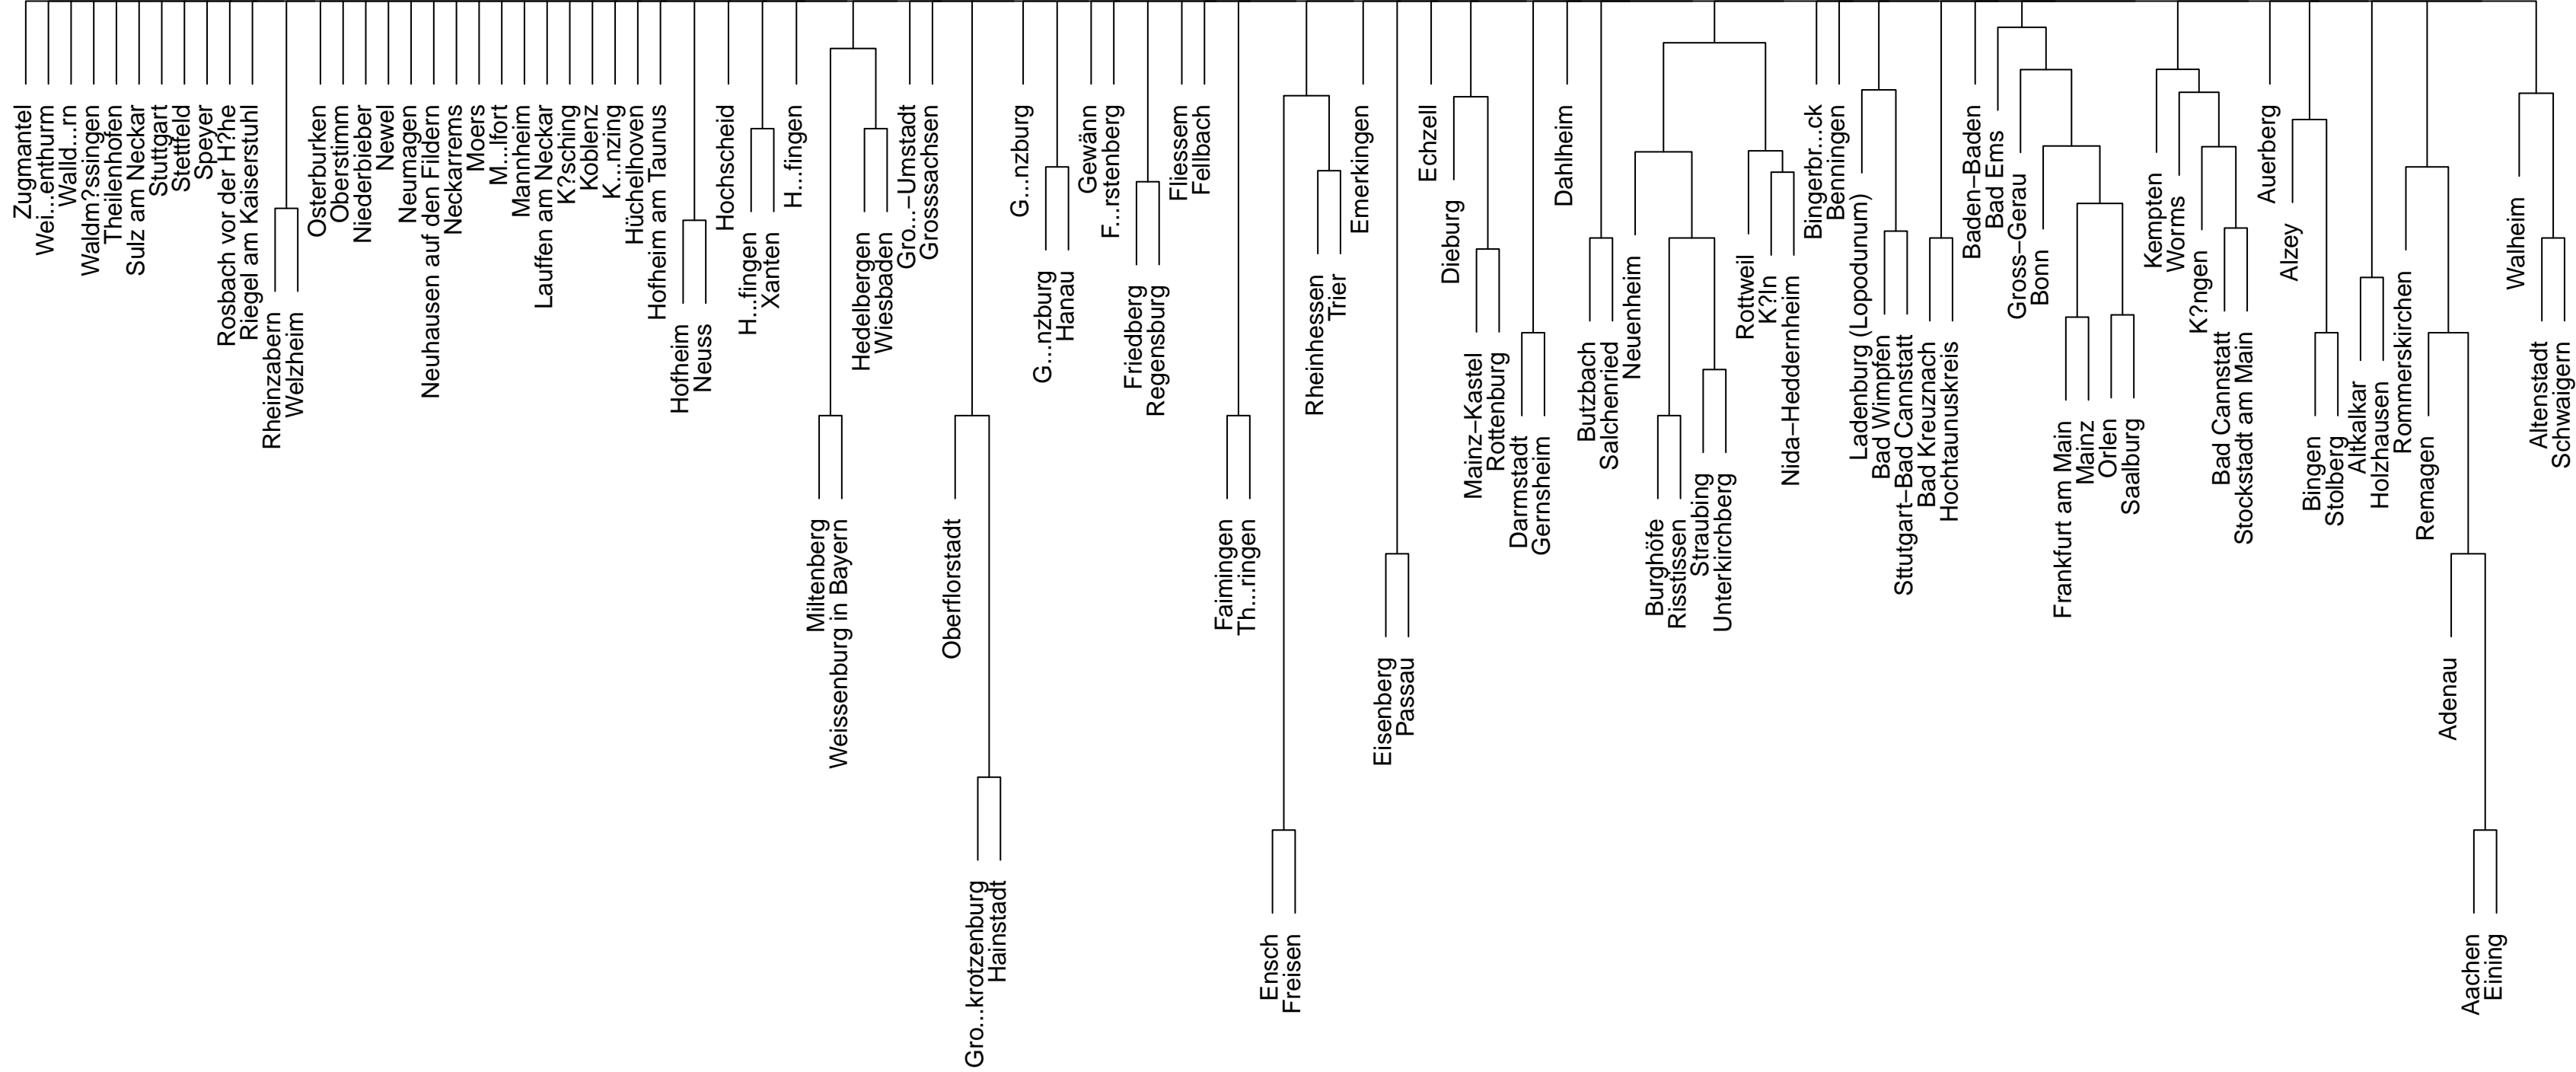 Zugmantel
Wei...enthurm
Walld...rn
Waldm?ssingen
Theilenhofen
Sulz am Neckar
Stuttgart
Stettfeld
Speyer
Rosbach vor der H?he
Riegel am Kaiserstuhl
Rheinzabern
Welzheim
Osterburken
Oberstimm
Niederbieber
Newel
Neumagen
Neuhausen auf den Fildern
Neckarrems
Moers
M...lfort
Mannheim
Lauffen am Neckar
K?sching
Koblenz
K...nzing
Hüchelhoven
Hofheim am Taunus
Hofheim
Neuss
Hochscheid
H...fingen
Xanten
H...fingen
Miltenberg
Weissenburg in Bayern
Hedelbergen
Wiesbaden
Gro...−Umstadt
Grosssachsen
Oberflorstadt
Gro...krotzenburg
Hainstadt
G...nzburg
G...nzburg
Hanau
Gewänn
F...rstenberg
Friedberg
Regensburg
Fliessem
Fellbach
Faimingen
Th...ringen
Ensch
Freisen
Rheinhessen
Trier
Emerkingen
Eisenberg
Passau
Echzell
Dieburg
Mainz−Kastel
Rottenburg
Darmstadt
Gernsheim
Dahlheim
Butzbach
Salchenried
Neuenheim
Burghöfe
Risstissen
Straubing
Unterkirchberg
Rottweil
K?ln
Nida−Heddernheim
Bingerbr...ck
Benningen
Ladenburg (Lopodunum)
Bad Wimpfen
Sttutgart−Bad Cannstatt
Bad Kreuznach
Hochtaunuskreis
Baden−Baden
Bad Ems
Gross−Gerau
Bonn
Frankfurt am Main
Mainz
Orlen
Saalburg
Kempten
Worms
K?ngen
Bad Cannstatt
Stockstadt am Main
Auerberg
Alzey
Bingen
Stolberg
Altkalkar
Holzhausen
Rommerskirchen
Remagen
Adenau
Aachen
Eining
Walheim
Altenstadt
Schwaigern